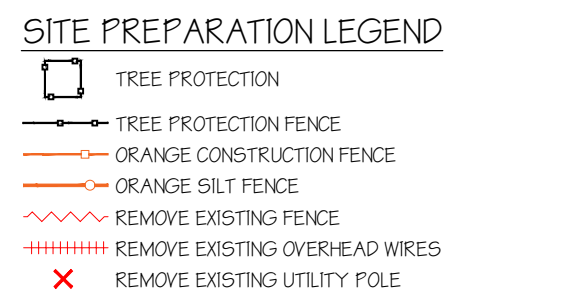 SITE PREPARATION LEGEND
TREE PROTECTION
TREE PROTECTION FENCE
ORANGE CONSTRUCTION FENCE
ORANGE SILT FENCE
REMOVE EXISTING FENCE
REMOVE EXISTING OVERHEAD WIRES
REMOVE EXISTING UTILITY POLE